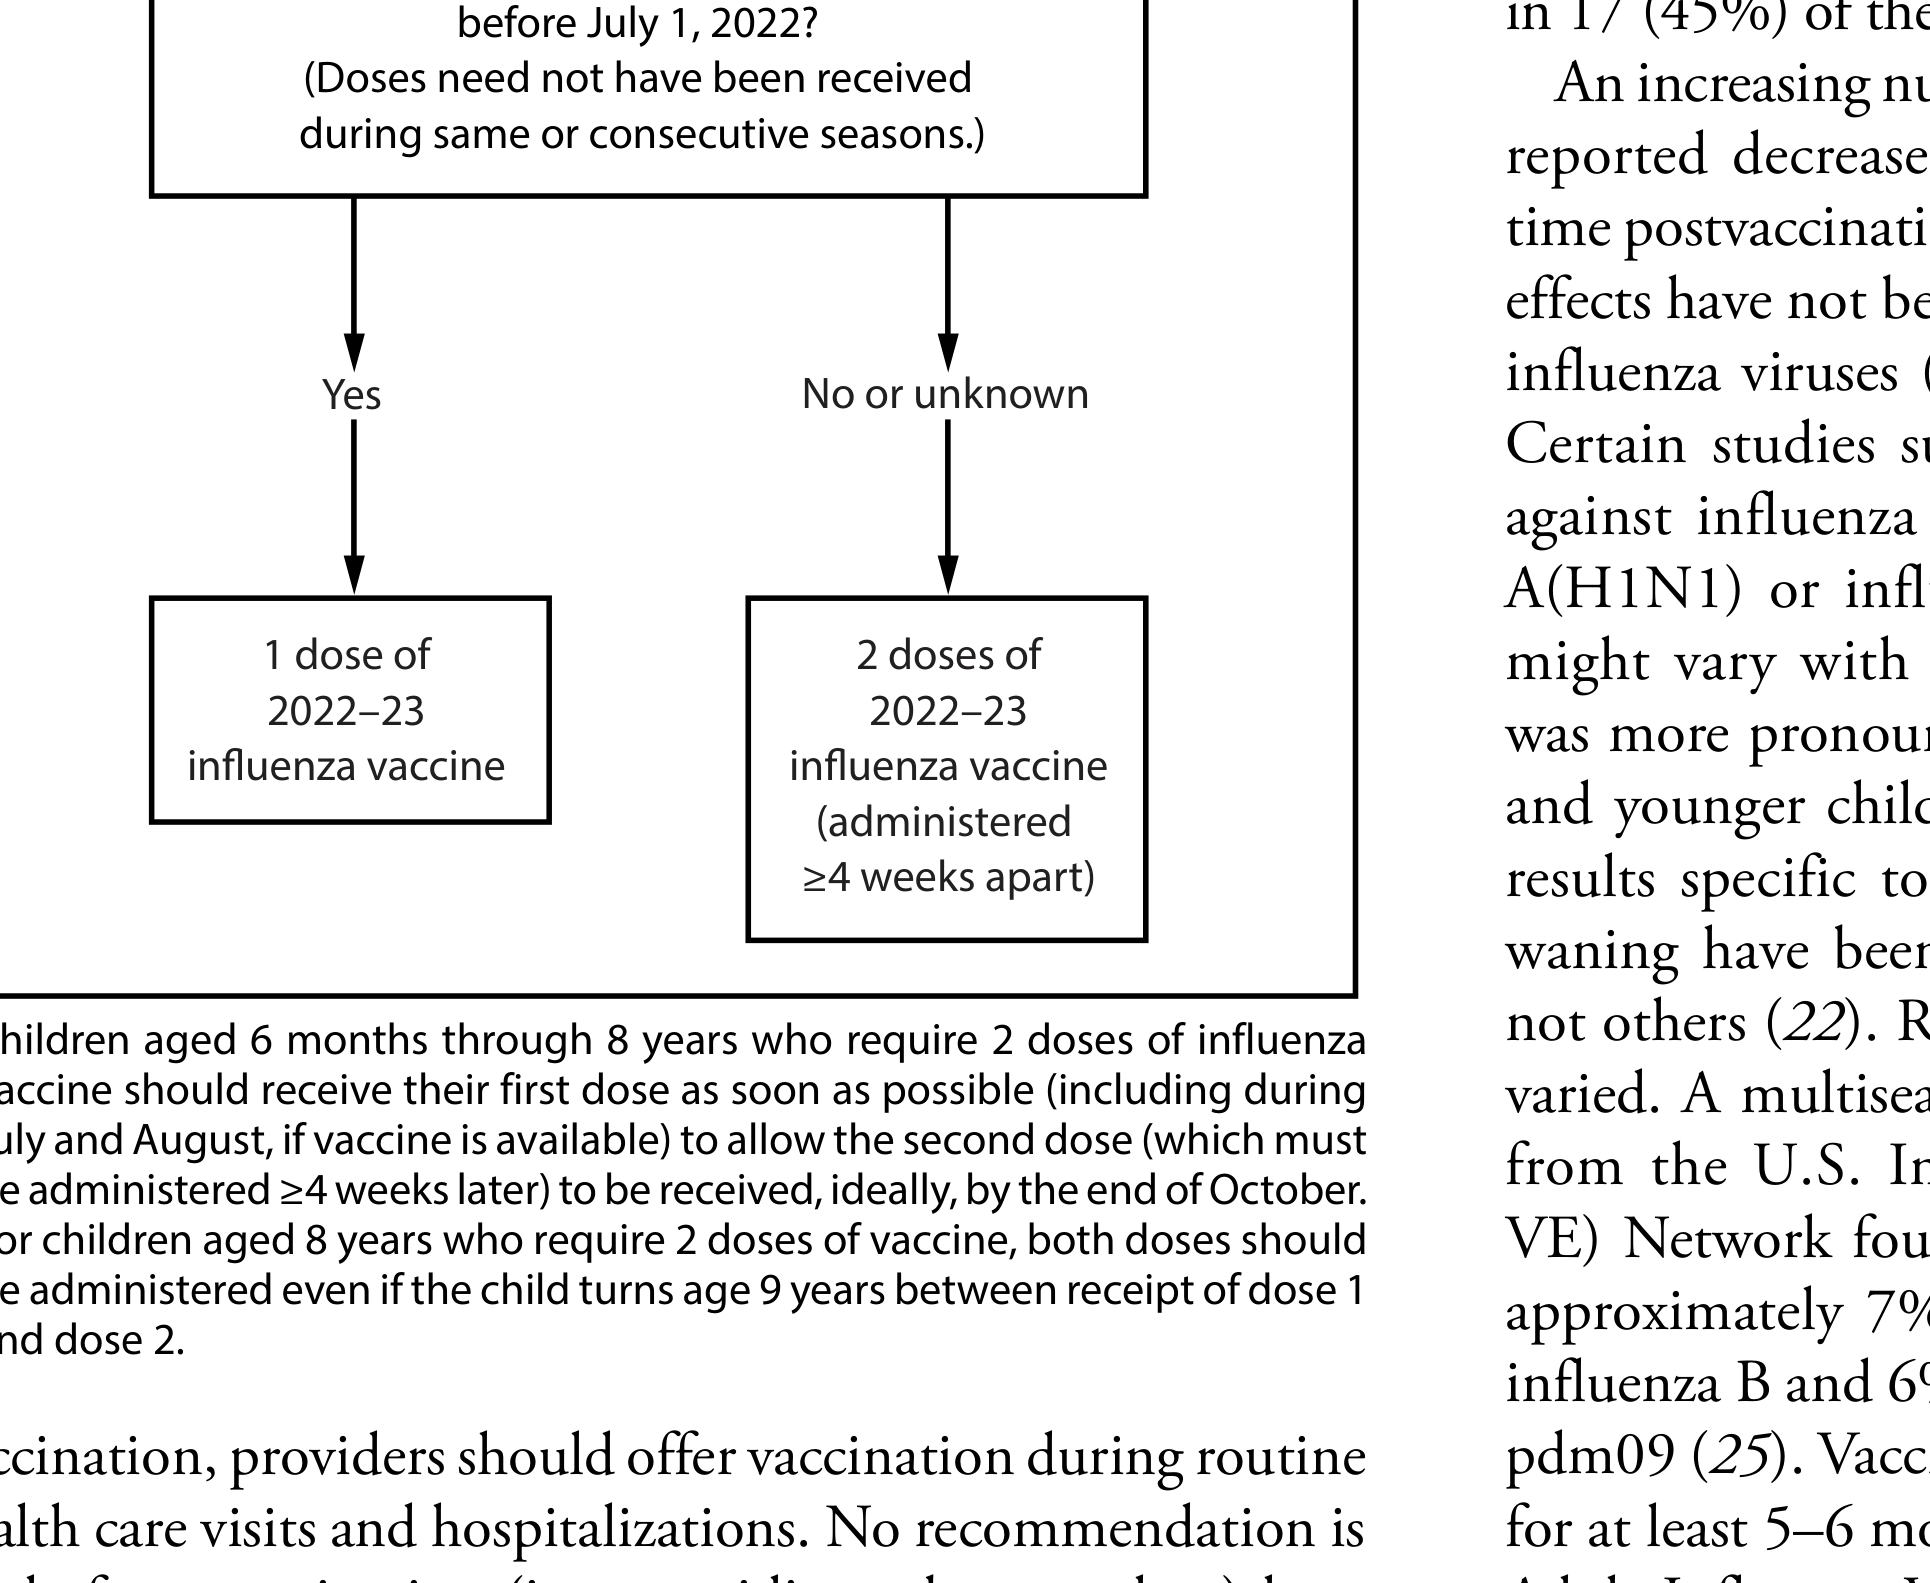 before July 1, 2022?
(Doses need not have been received
during same or consecutive seasons.)
Yes
No or unknown
1 dose of
2022–23
influenza vaccine
2 doses of
2022–23
influenza vaccine
(administered
≥4 weeks apart)
hildren aged 6 months through 8 years who require 2 doses of influenza
accine should receive their first dose as soon as possible (including during
uly and August, if vaccine is available) to allow the second dose (which must
e administered ≥4 weeks later) to be received, ideally, by the end of October.
or children aged 8 years who require 2 doses of vaccine, both doses should
e administered even if the child turns age 9 years between receipt of dose 1
nd dose 2.
ccination, providers should offer vaccination during routine
alth care visits and hospitalizations. No recommendation is
in 17 (45%) of the
An increasing nu
reported decrease
time postvaccinati
effects have not be
influenza viruses (
Certain studies su
against influenza
A(H1N1) or infl
might vary with
was more pronoun
and younger child
results specific to
waning have been
not others (22). R
varied. A multisea
from the U.S. In
VE) Network fou
approximately 7%
influenza B and 6%
pdm09 (25). Vacci
for at least 5–6 mo